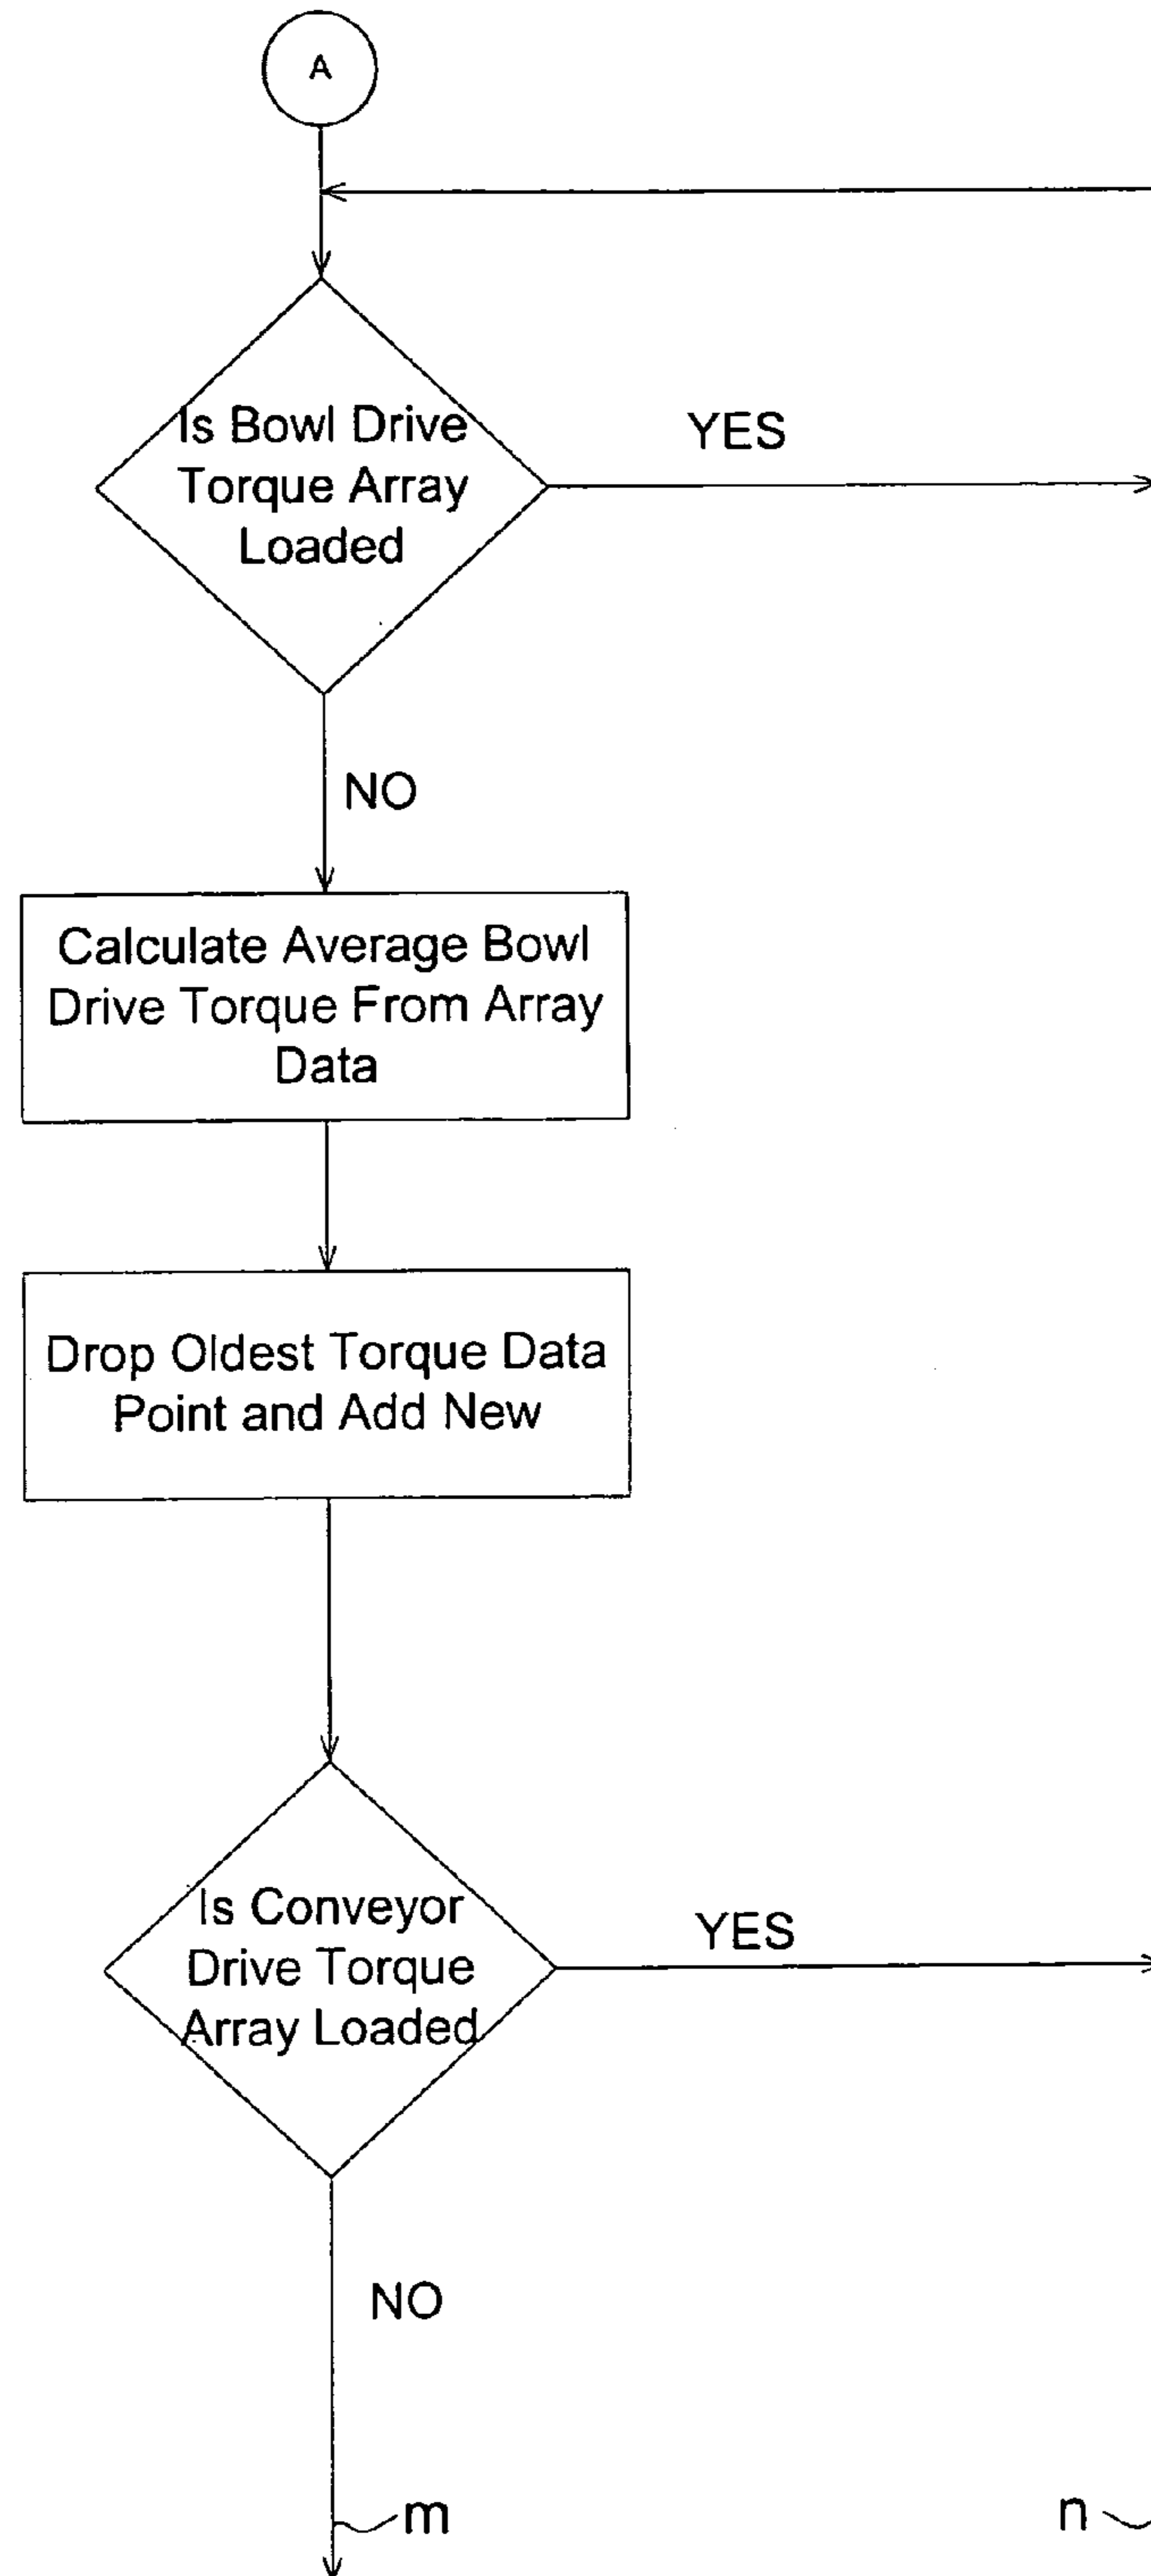 A
Is Bowl Drive
Torque Array
Loaded
YES
NO
Calculate Average Bowl
Drive Torque From Array
Data
Drop Oldest Torque Data
Point and Add New
Is Conveyor
Drive Torque
Array Loaded
YES
NO
m
n